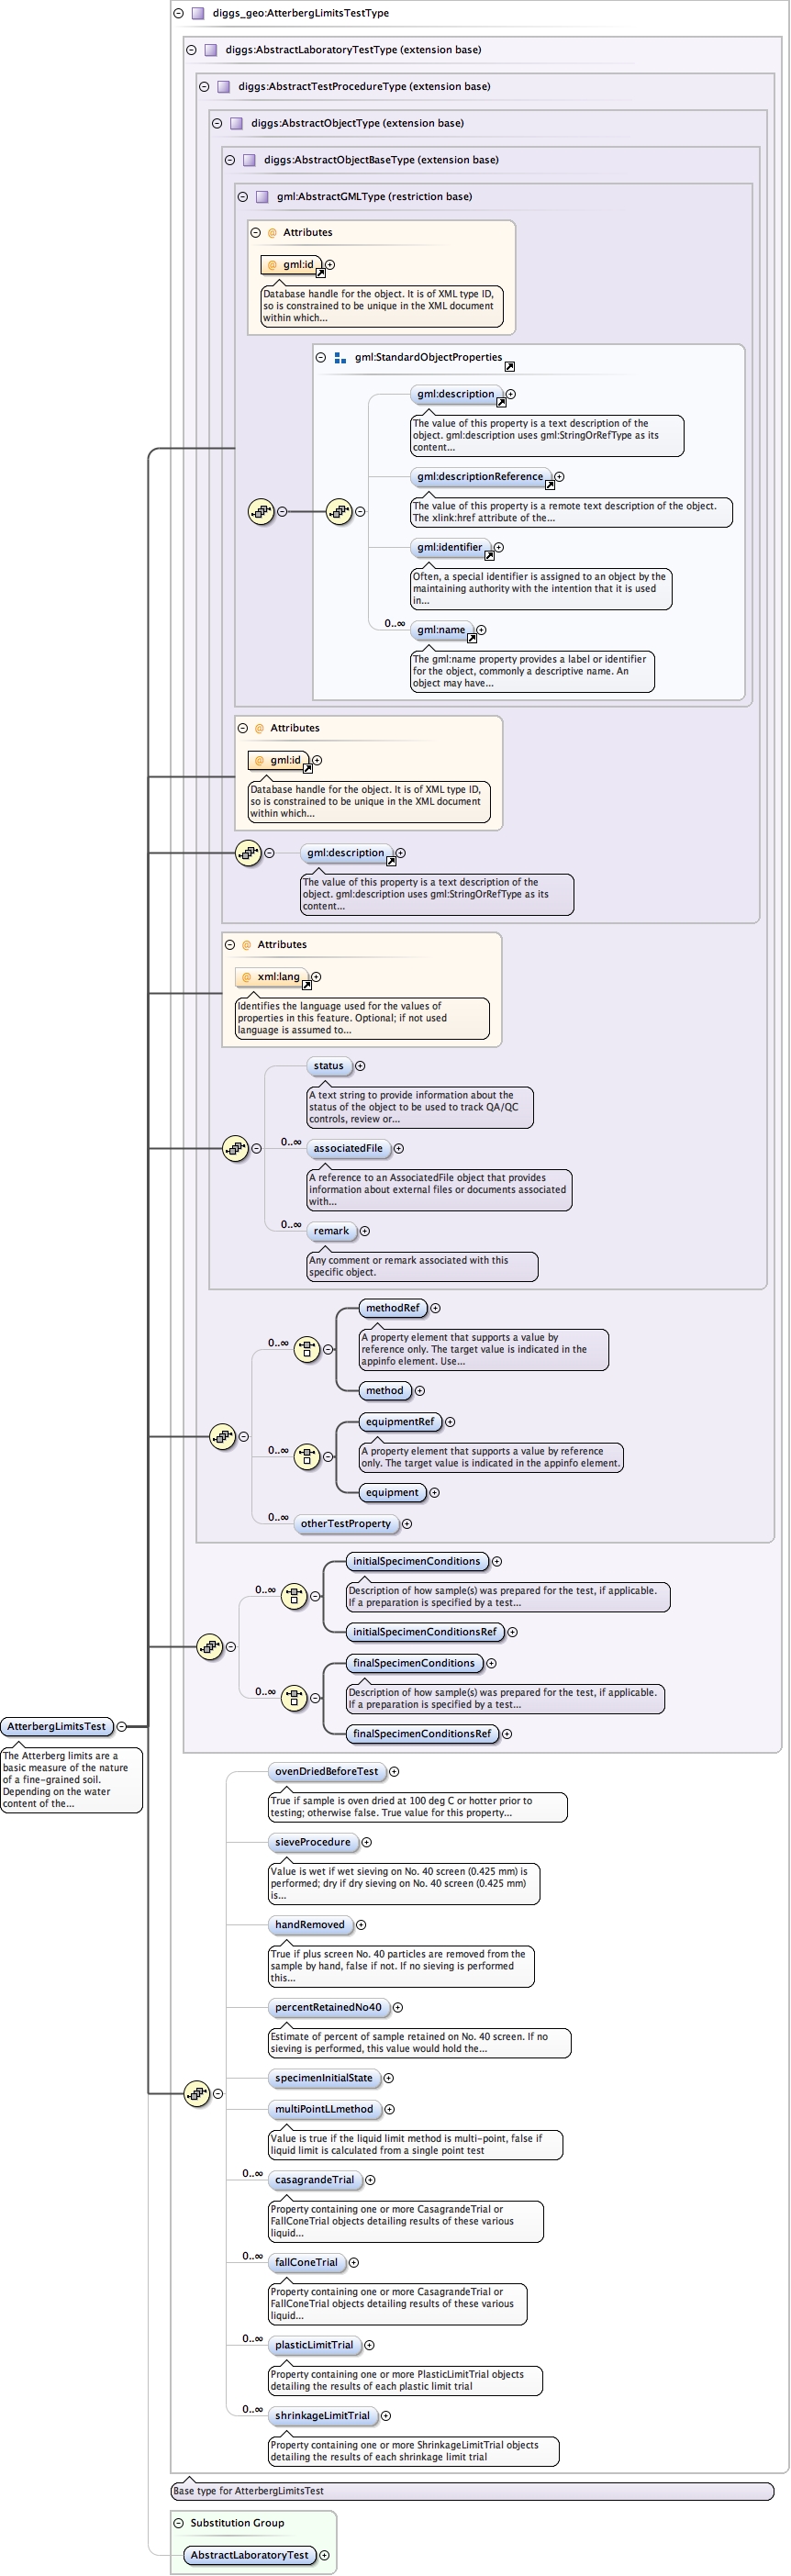 diggs_geo:AtterbergLimitsTestType
diggs:AbstractLaboratoryTestType (extension base)
diggs:AbstractTestProcedureType (extension base)
diggs:AbstractObjectType (extension base)
diggs:AbstractObjectBaseType (extension base)
gml:AbstractGMLType (restriction base)
@ Attributes
@ gml:id
Database handle for the object. It is of XML type ID,
so is constrained to be unique in the XML document
within which...
gml:StandardObjectProperties
gml:description
The value of this property is a text description of the
object. gml:description uses gml:StringOrRefType as its
content...
gml:descriptionReference
The value of this property is a remote text description of the object.
The xlink:href attribute of the...
gml:identifier
Often, a special identifier is assigned to an object by the
maintaining authority with the intention that it is used
in...
0..∞
gml:name
The gml:name property provides a label or identifier
for the object, commonly a descriptive name. An
object may have...
@ Attributes
@ gml:id
Database handle for the object. It is of XML type ID,
so is constrained to be unique in the XML document
within which...
gml:description
The value of this property is a text description of the
object. gml:description uses gml:StringOrRefType as its
content...
@ Attributes
@ xml:lang
Identifies the language used for the values of
properties in this feature. Optional; if not used
language is assumed to...
status
A text string to provide information about the
status of the object to be used to track QA/QC
controls, review or...
0..∞
associatedFile
A reference to an AssociatedFile object that provides
information about external files or documents associated
with...
0..∞
remark
Any comment or remark associated with this
specific object.
0..∞
methodRef
A property element that supports a value by
reference only. The target value is indicated in the
appinfo element. Use...
method
0..∞
equipmentRef
A property element that supports a value by reference
only. The target value is indicated in the appinfo element.
equipment
0..∞
otherTestProperty
0..∞
initialSpecimenConditions
Description of how sample(s) was prepared for the test, if applicable.
If a preparation is specified by a test...
initialSpecimenConditionsRef
0..∞
finalSpecimenConditions
Description of how sample(s) was prepared for the test, if applicable.
If a preparation is specified by a test...
finalSpecimenConditionsRef
AtterbergLimitsTest
The Atterberg limits are a
basic measure of the nature
of a fine-grained soil.
Depending on the water
content of the...
ovenDriedBeforeTest
True if sample is oven dried at 100 deg C or hotter prior to
testing; otherwise false. True value for this property...
sieveProcedure
Value is wet if wet sieving on No. 40 screen (0.425 mm) is
performed; dry if dry sieving on No. 40 screen (0.425 mm)
is...
handRemoved
True if plus screen No. 40 particles are removed from the
sample by hand, false if not. If no sieving is performed
this...
percentRetainedNo40
Estimate of percent of sample retained on No. 40 screen. If no
sieving is performed, this value would hold the...
specimenInitialState
multiPointLLmethod
Value is true if the liquid limit method is multi-point, false if
liquid limit is calculated from a single point test
0..∞
casagrandeTrial
Property containing one or more CasagrandeTrial or
FallConeTrial objects detailing results of these various
liquid...
0..∞
fallConeTrial
Property containing one or more CasagrandeTrial or
FallConeTrial objects detailing results of these various
liquid...
0..∞
plasticLimitTrial
Property containing one or more PlasticLimitTrial objects
detailing the results of each plastic limit trial
0..∞
shrinkageLimitTrial
Property containing one or more ShrinkageLimitTrial objects
detailing the results of each shrinkage limit trial
Base type for AtterbergLimitsTest
Substitution Group
AbstractLaboratoryTest